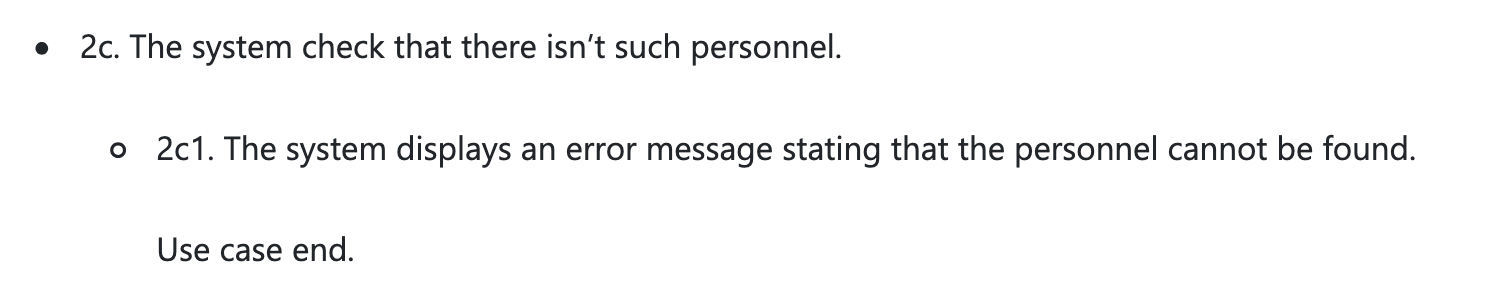 • 2c. The system check that there isn’t such personnel.
○ 2c1. The system displays an error message stating that the personnel cannot be found.
Use case end.